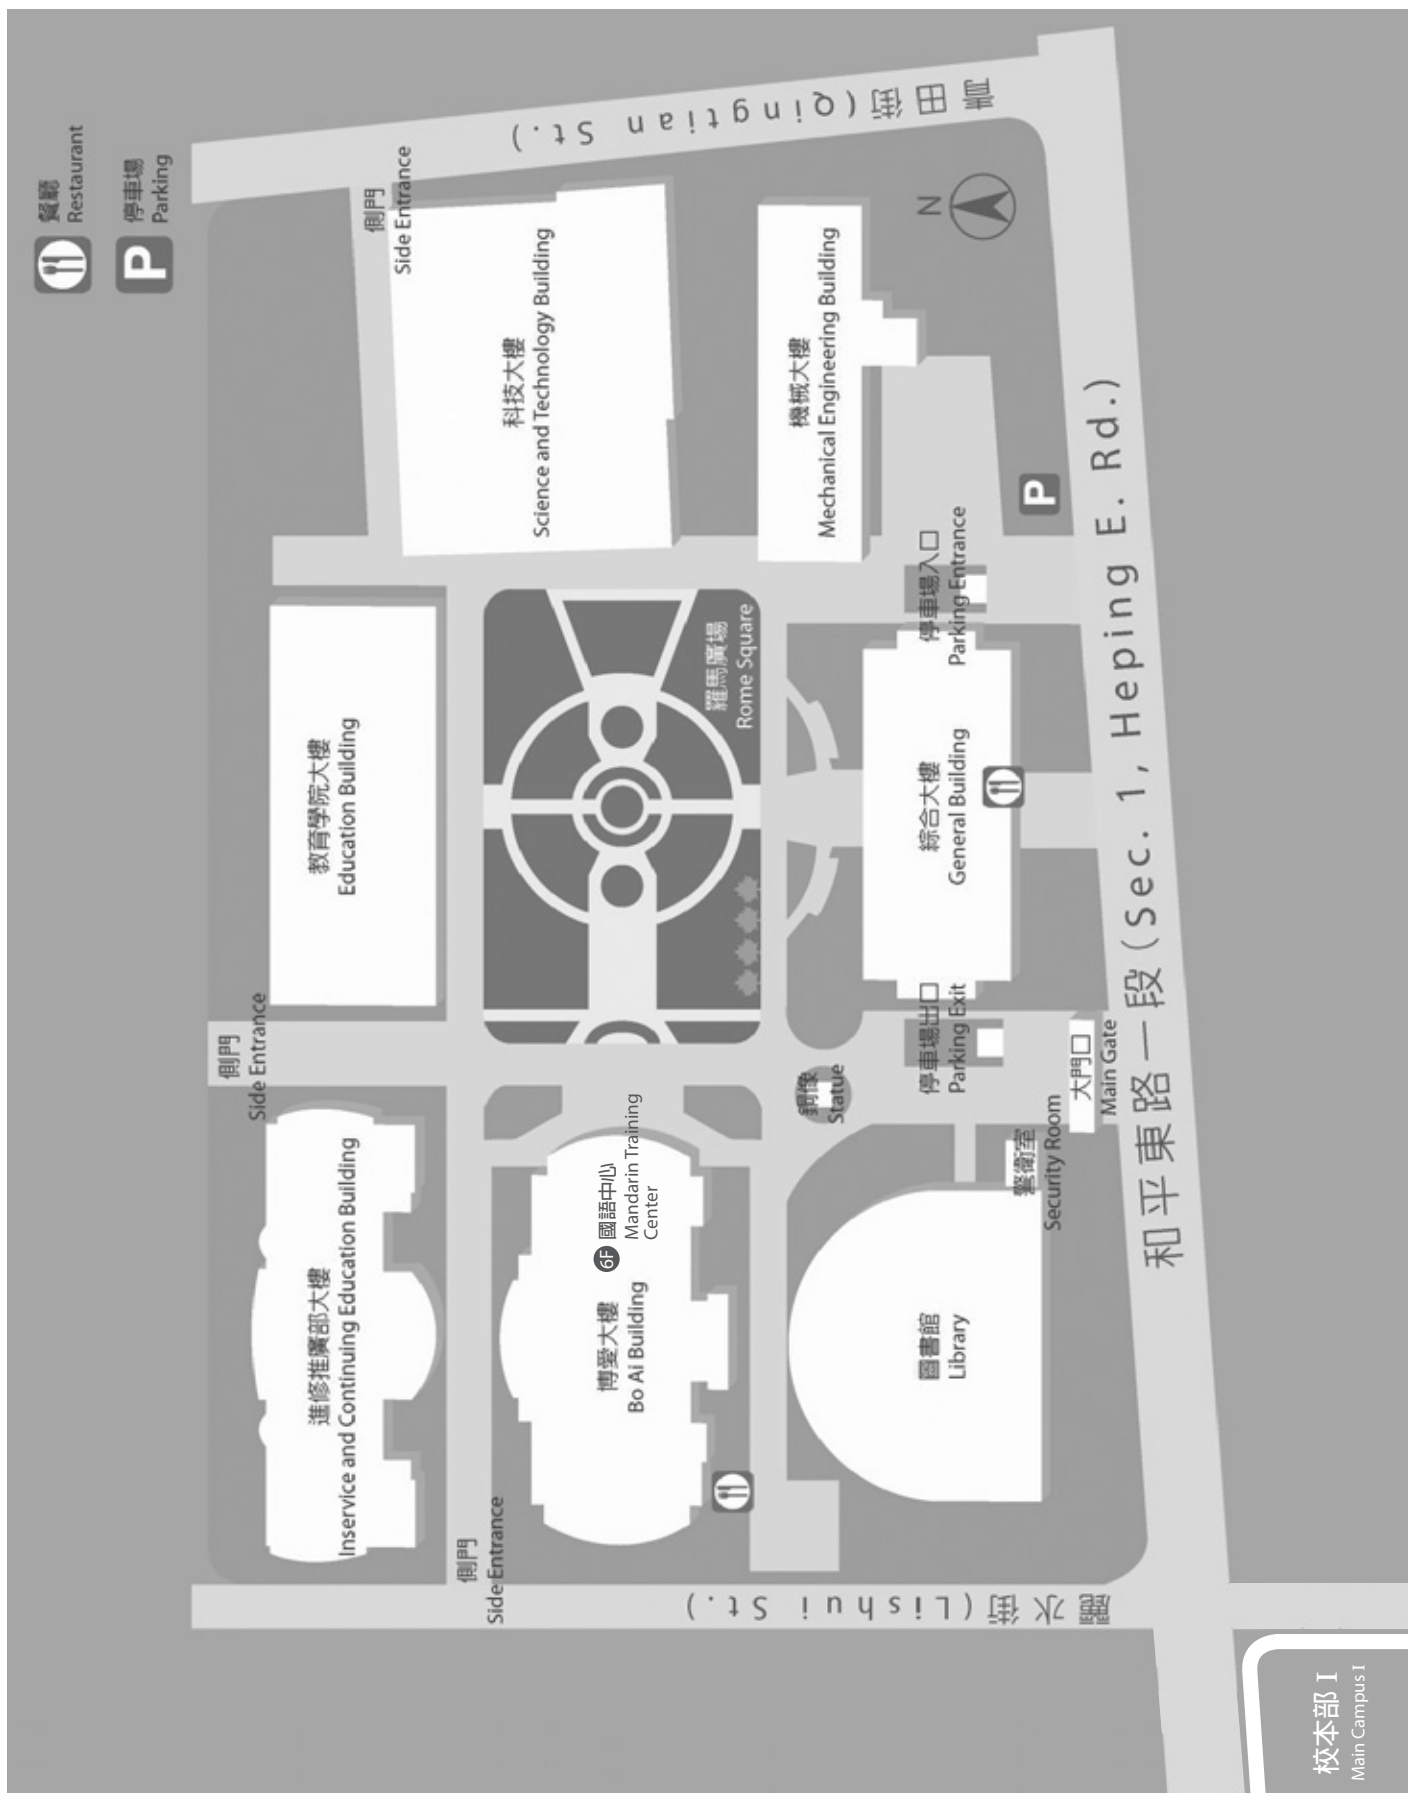 餐廳
Restaurant
停車場
Parking
P
青田街(Qingtian St.)
側門
Side Entrance
科技大樓
Science and Technology Building
機械大樓
Mechanical Engineering Building
N
P
停車場入口
Parking Entrance
教育學院大樓
Education Building
羅馬廣場
Rome Square
綜合大樓
General Building
側門
Side Entrance
銅像
Statue
停車場出口
Parking Exit
大門口
Main Gate
警衛室
Security Room
進修推廣部大樓
Inservice and Continuing Education Building
6F
國語中心
Mandarin Training
Center
博愛大樓
Bo Ai Building
圖書館
Library
側門
Side Entrance
麗水街(Lishui St.)
和平東路一段(Sec. 1, Heping E. Rd.)
校本部 I
Main Campus I